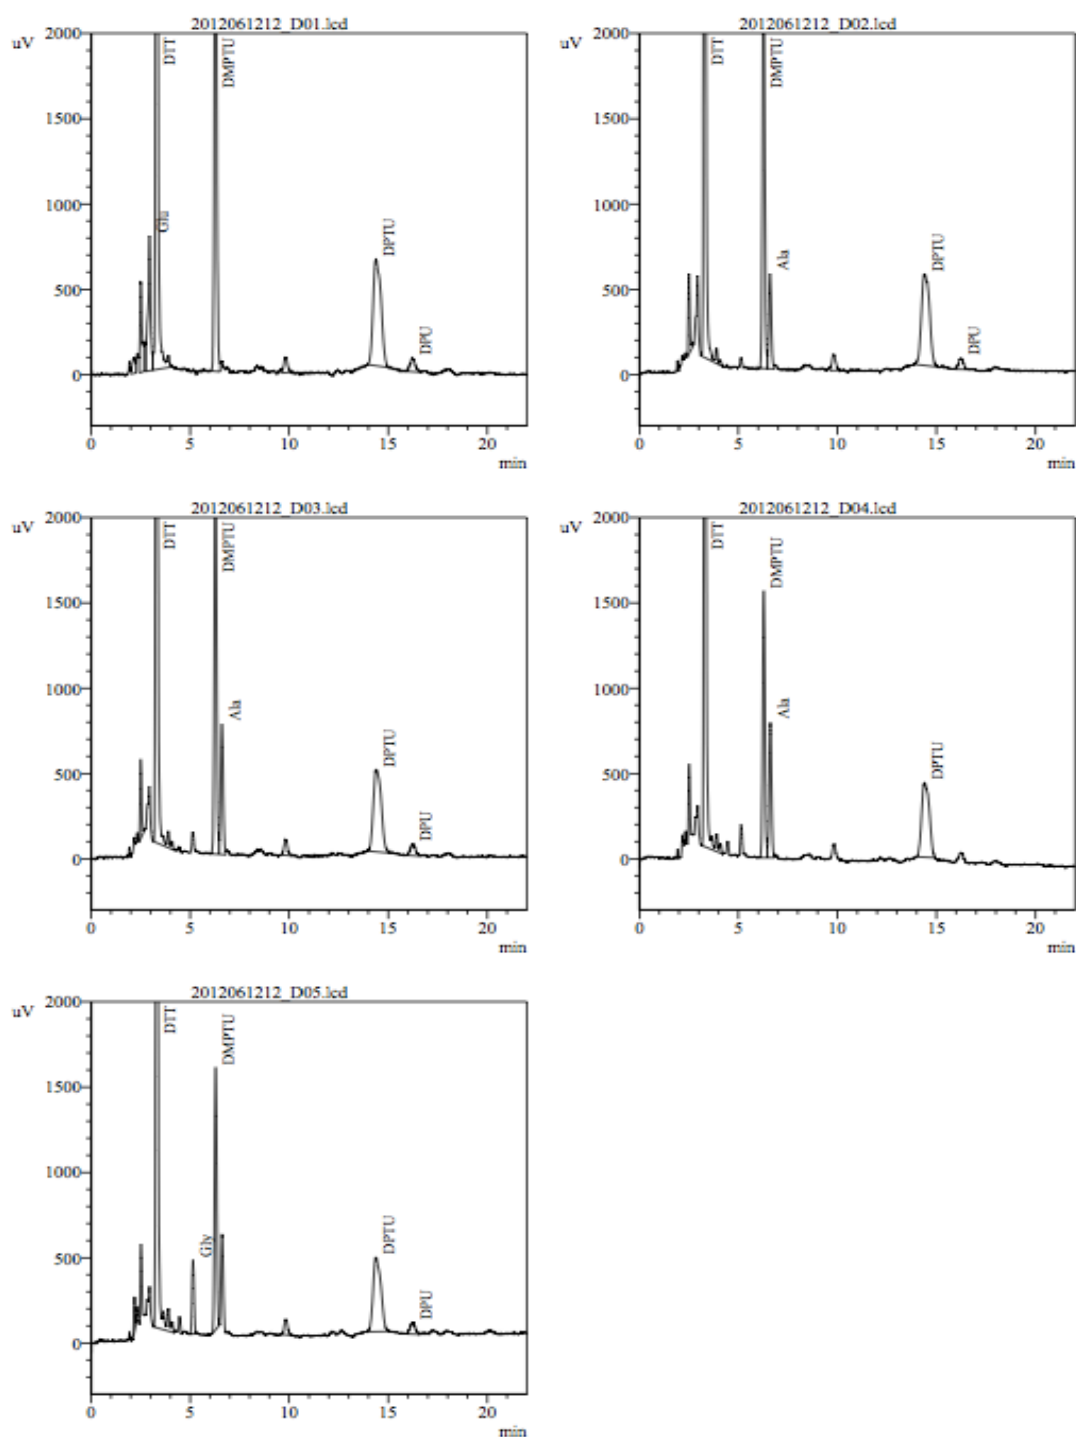 2012061212_D01.lcd
uV
2000
1500
1000
500
0
Glu
DTT
DMPTU
DPTU
DPU
0 5 10 15 20
min
2012061212_D02.lcd
uV
2000
1500
1000
500
0
DTT
DMPTU
Ala
DPTU
DPU
0 5 10 15 20
min
2012061212_D03.lcd
uV
2000
1500
1000
500
0
DTT
DMPTU
Ala
DPTU
DPU
0 5 10 15 20
min
2012061212_D04.lcd
uV
2000
1500
1000
500
0
DTT
DMPTU
Ala
DPTU
0 5 10 15 20
min
2012061212_D05.lcd
uV
2000
1500
1000
500
0
DTT
Gly
DMPTU
DPTU
DPU
0 5 10 15 20
min